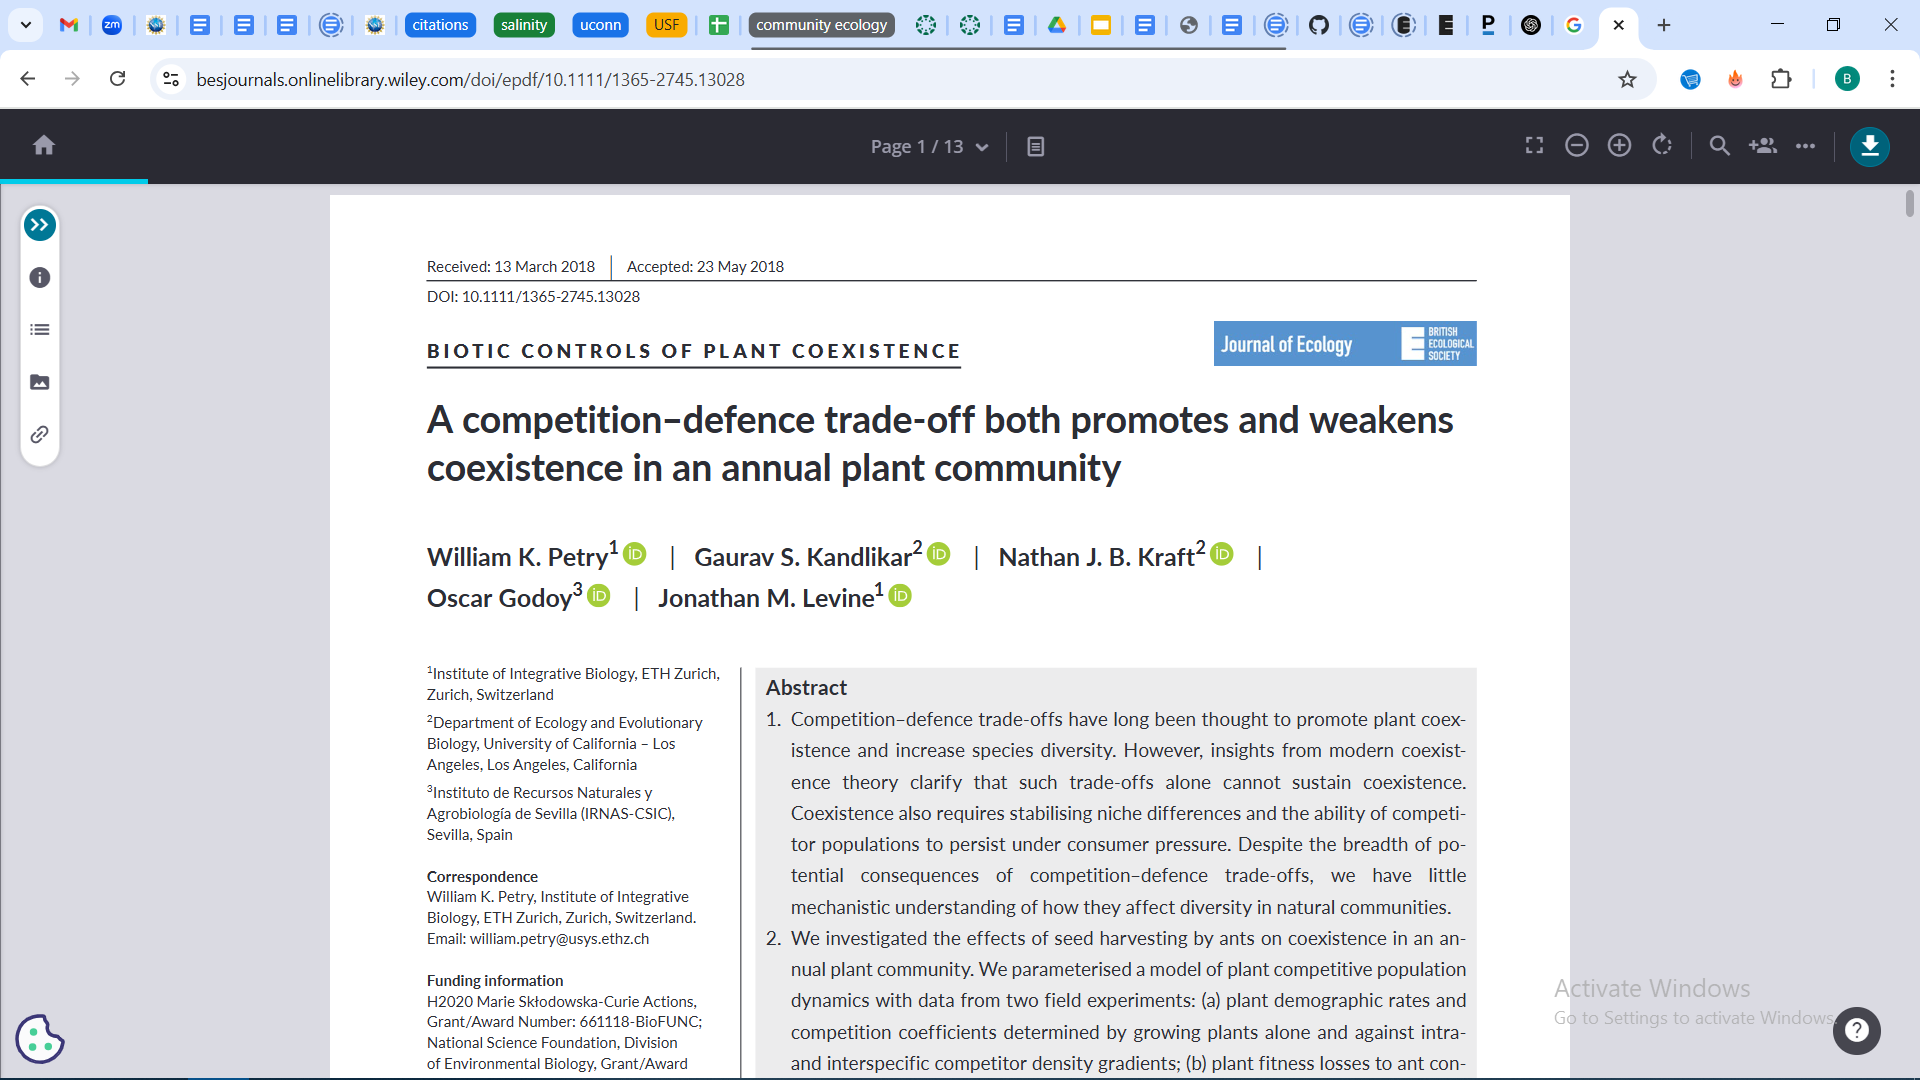 zm
citations
salinity
uconn
USF
community ecology
besjournals.onlinelibrary.wiley.com/doi/epdf/10.1111/1365-2745.13028
B
Page 1 / 13
Received: 13 March 2018 | Accepted: 23 May 2018
DOI: 10.1111/1365-2745.13028
BIOTIC CONTROLS OF PLANT COEXISTENCE
Journal of Ecology
BRITISH
ECOLOGICAL
SOCIETY
A competition–defence trade-off both promotes and weakens
coexistence in an annual plant community
William K. Petry1 iD | Gaurav S. Kandlikar2 iD | Nathan J. B. Kraft2 iD |
Oscar Godoy3 iD | Jonathan M. Levine1 iD
1Institute of Integrative Biology, ETH Zurich,
Zurich, Switzerland
2Department of Ecology and Evolutionary
Biology, University of California – Los
Angeles, Los Angeles, California
3Instituto de Recursos Naturales y
Agrobiología de Sevilla (IRNAS-CSIC),
Sevilla, Spain
Correspondence
William K. Petry, Institute of Integrative
Biology, ETH Zurich, Zurich, Switzerland.
Email: william.petry@usys.ethz.ch
Funding information
H2020 Marie Skłodowska-Curie Actions,
Grant/Award Number: 661118-BioFUNC;
National Science Foundation, Division
of Environmental Biology, Grant/Award
Abstract
1. Competition–defence trade-offs have long been thought to promote plant coex-
istence and increase species diversity. However, insights from modern coexist-
ence theory clarify that such trade-offs alone cannot sustain coexistence.
Coexistence also requires stabilising niche differences and the ability of competi-
tor populations to persist under consumer pressure. Despite the breadth of po-
tential consequences of competition–defence trade-offs, we have little
mechanistic understanding of how they affect diversity in natural communities.
2. We investigated the effects of seed harvesting by ants on coexistence in an an-
nual plant community. We parameterised a model of plant competitive population
dynamics with data from two field experiments: (a) plant demographic rates and
competition coefficients determined by growing plants alone and against intra-
and interspecific competitor density gradients; (b) plant fitness losses to ant con-
Activate Windows
Go to Settings to activate Windows.